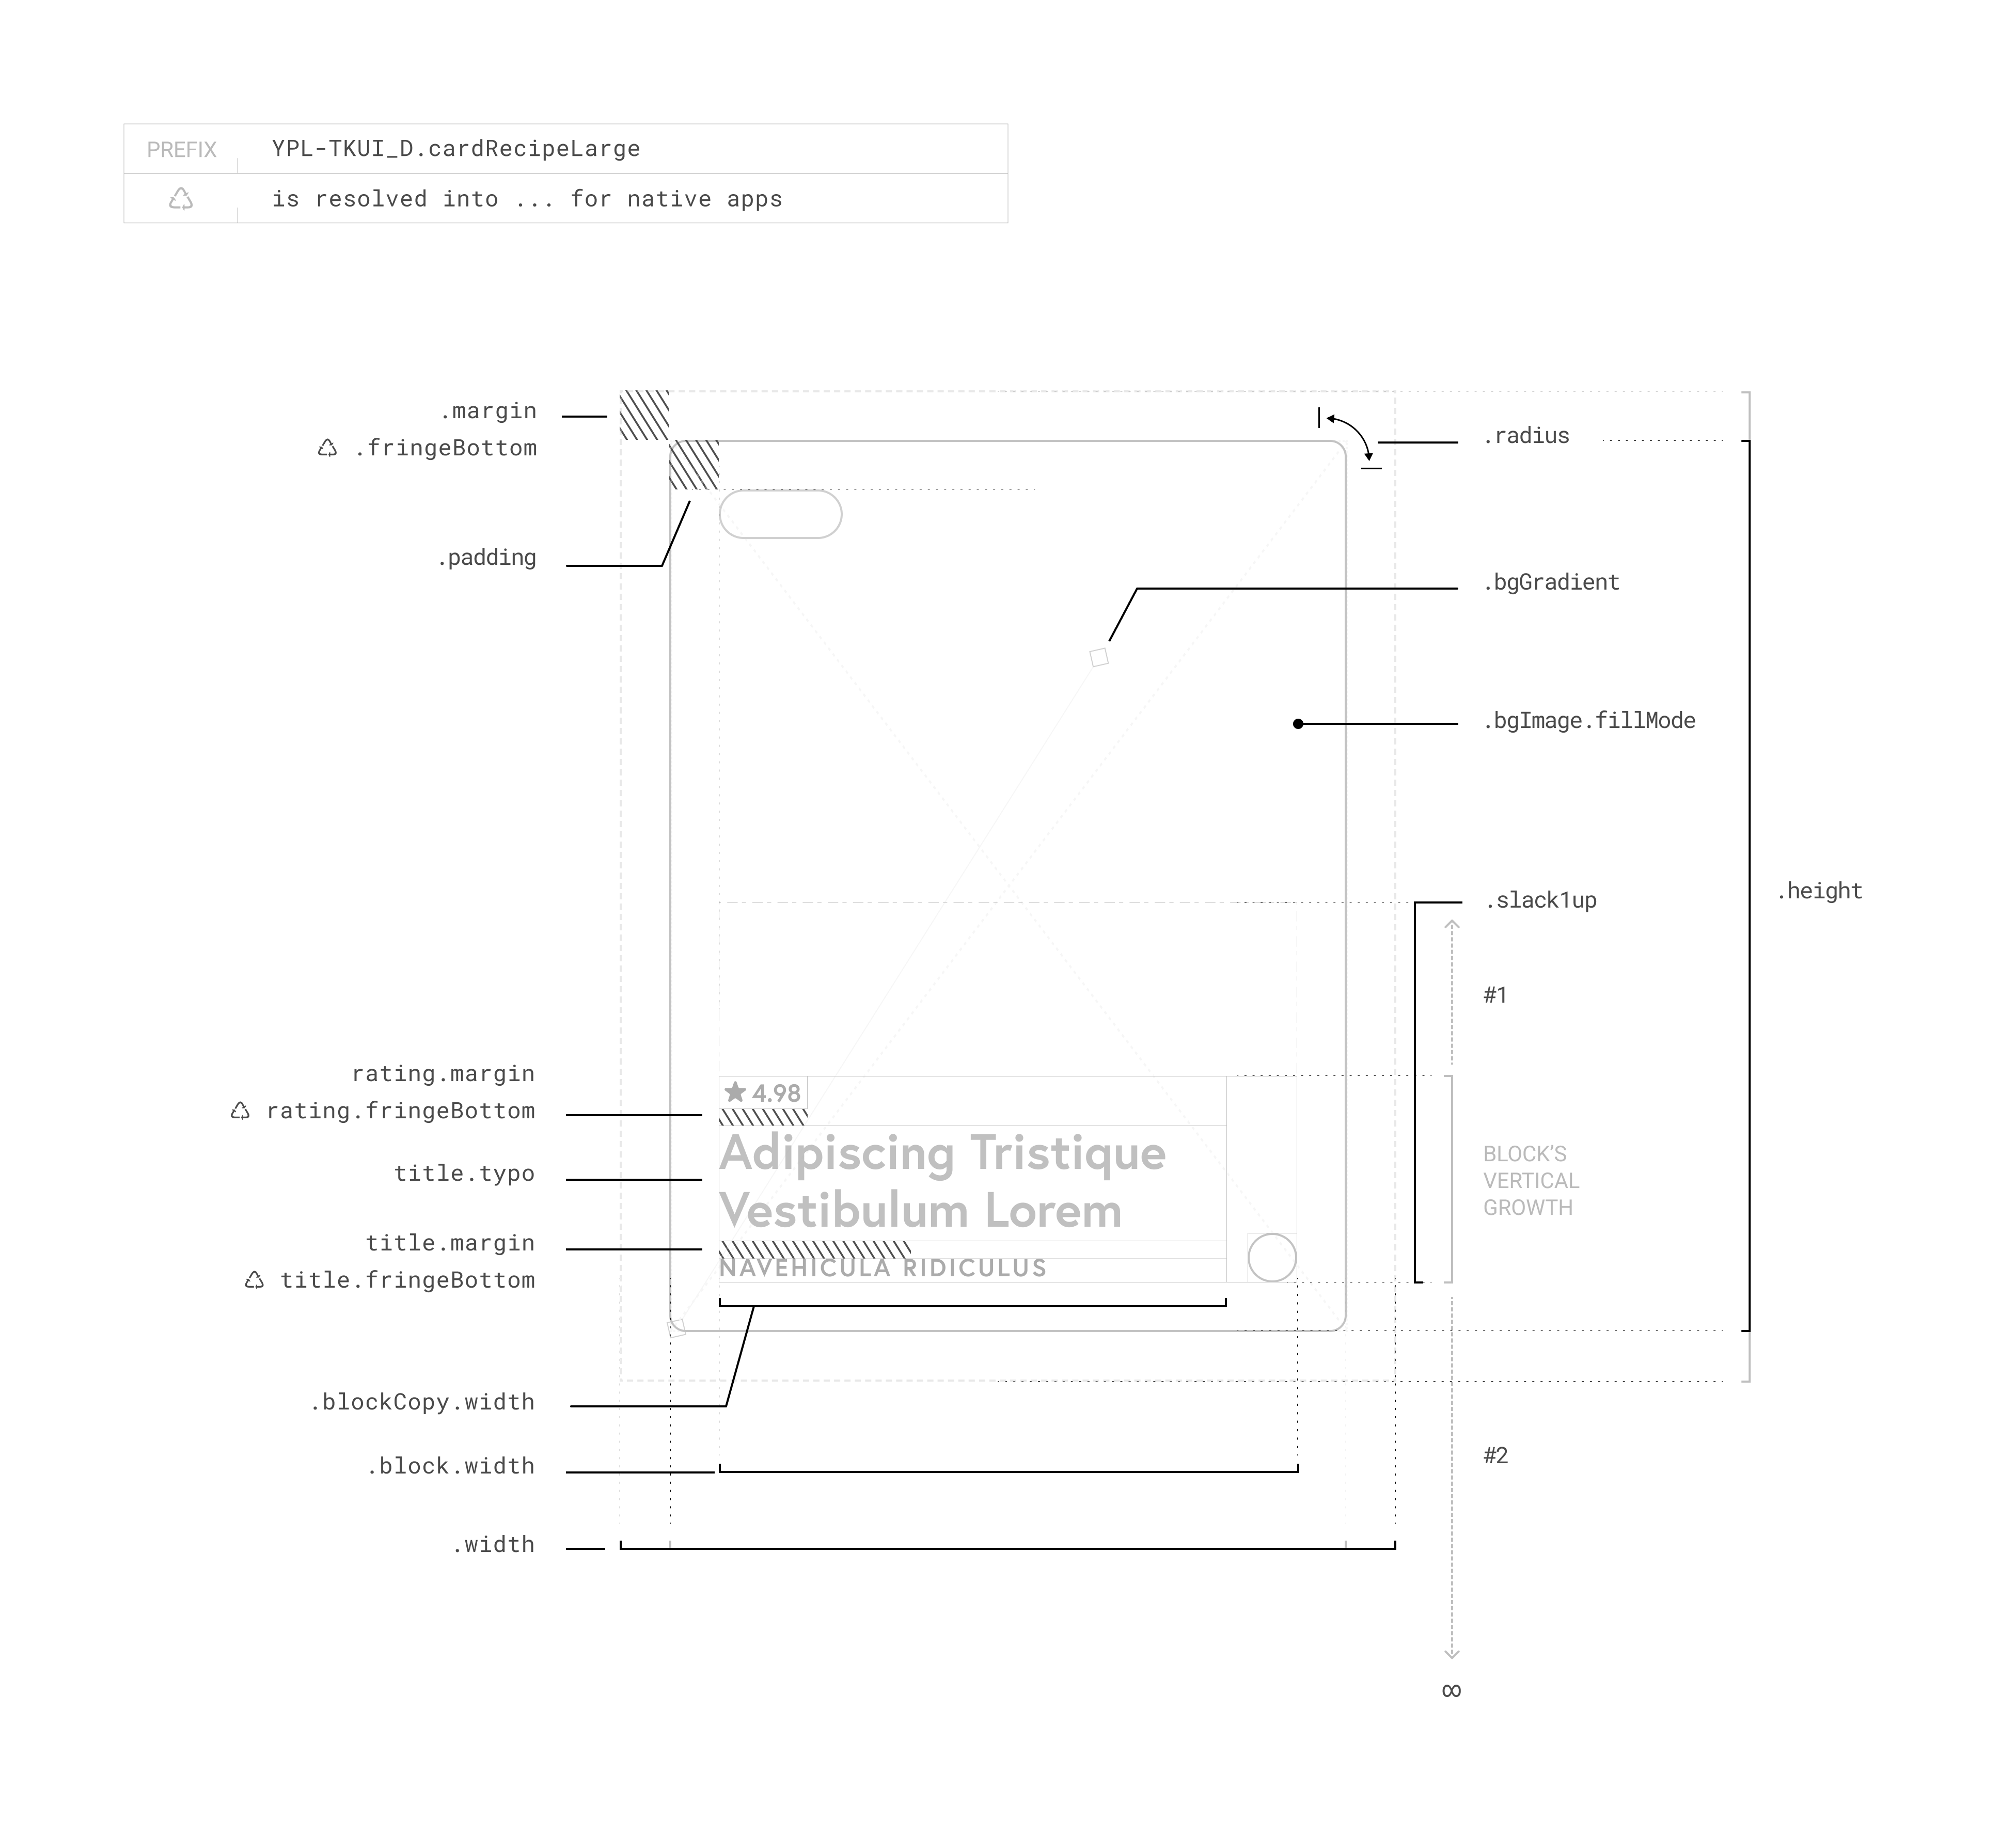 PREFIX YPL-TKUI_D.cardRecipeLarge
is resolved into ... for native apps
.margin
.fringeBottom
.radius
.padding
.bgGradient
.bgImage.fillMode
.height
.slack1up
#1
rating.margin
rating.fringeBottom
4.98
title.typo
Adipiscing Tristique
Vestibulum Lorem
BLOCK'S
VERTICAL
GROWTH
title.margin
title.fringeBottom
NAVEHICULA RIDICULUS
.blockCopy.width
.block.width
#2
.width
∞